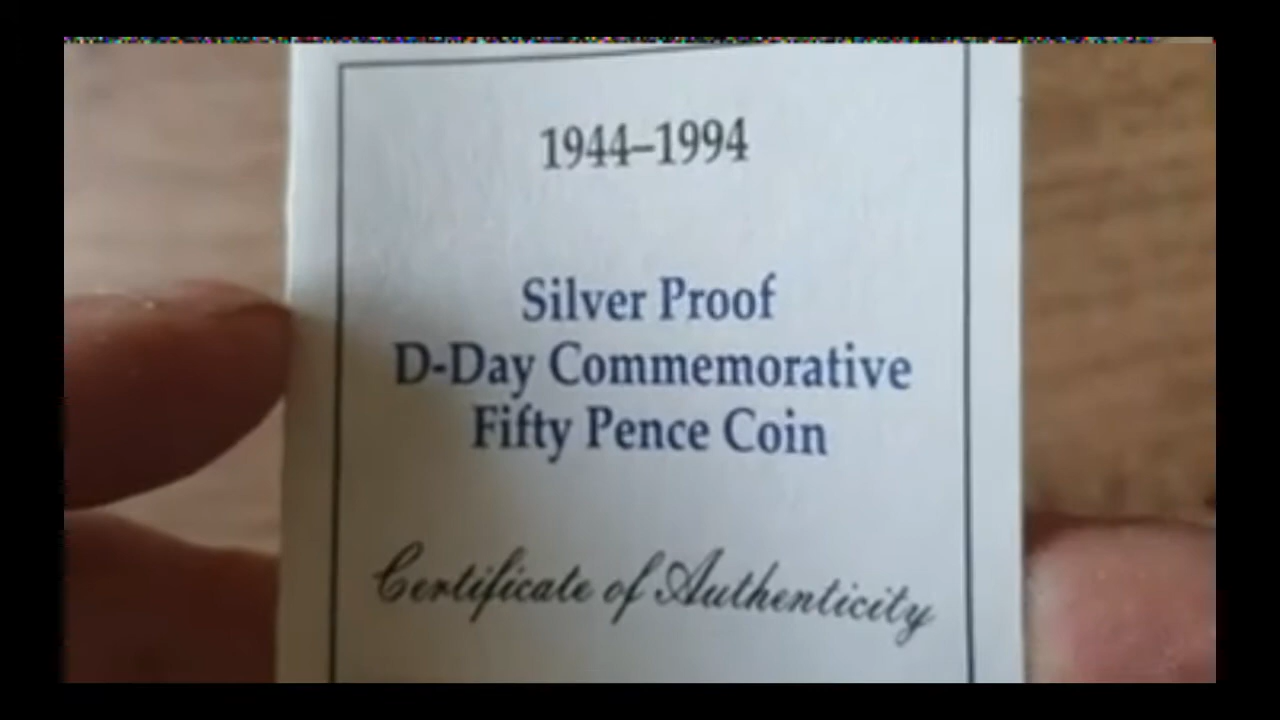 1944–1994
Silver Proof
D-Day Commemorative
Fifty Pence Coin
Certificate of Authenticity